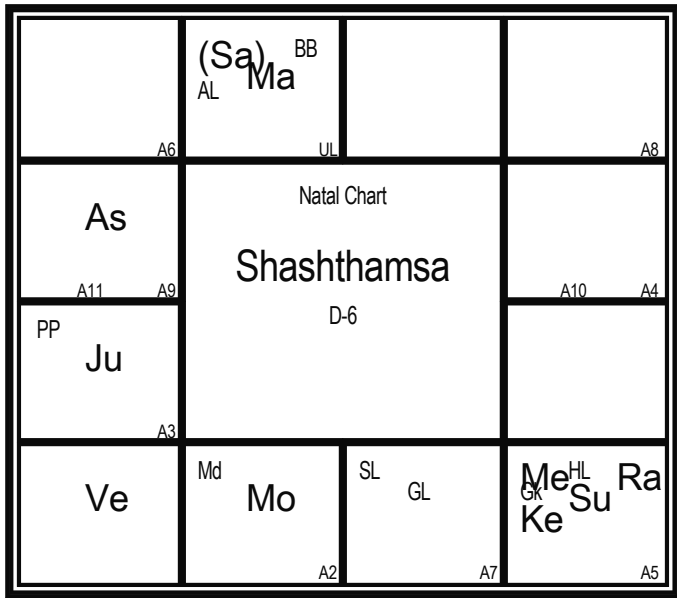 (Sa) BB
AL Ma
A6 UL A8
Natal Chart
As
Shashthamsa
A11 A9 A10 A4
D-6
PP
Ju
A3
Md SL Me HL Ra
Ve Mo GL Gk Su
Ke
A2 A7 A5